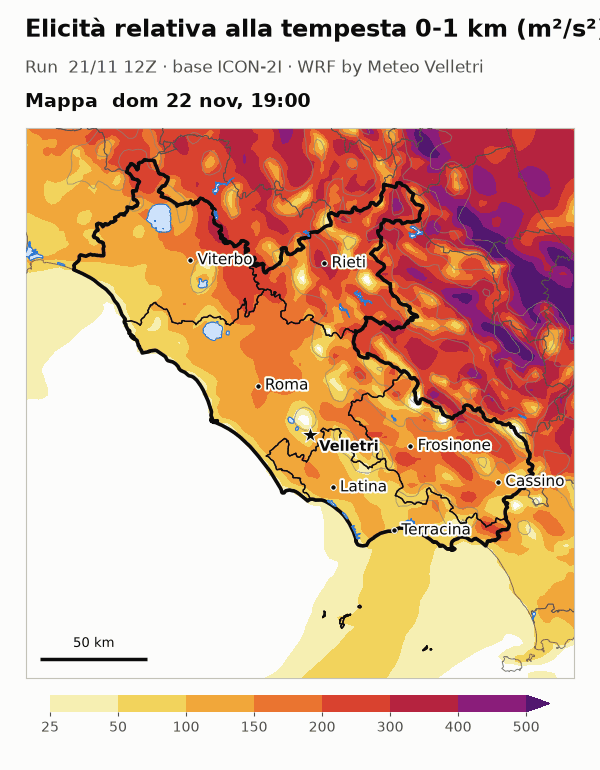 Elicità relativa alla tempesta 0-1 km (m²/s²)
Run 21/11 12Z · base ICON-2I · WRF by Meteo Velletri
Mappa dom 22 nov, 19:00
Viterbo
Rieti
Roma
Velletri
Frosinone
Cassino
Latina
Terracina
50 km
25 50 100 150 200 300 400 500